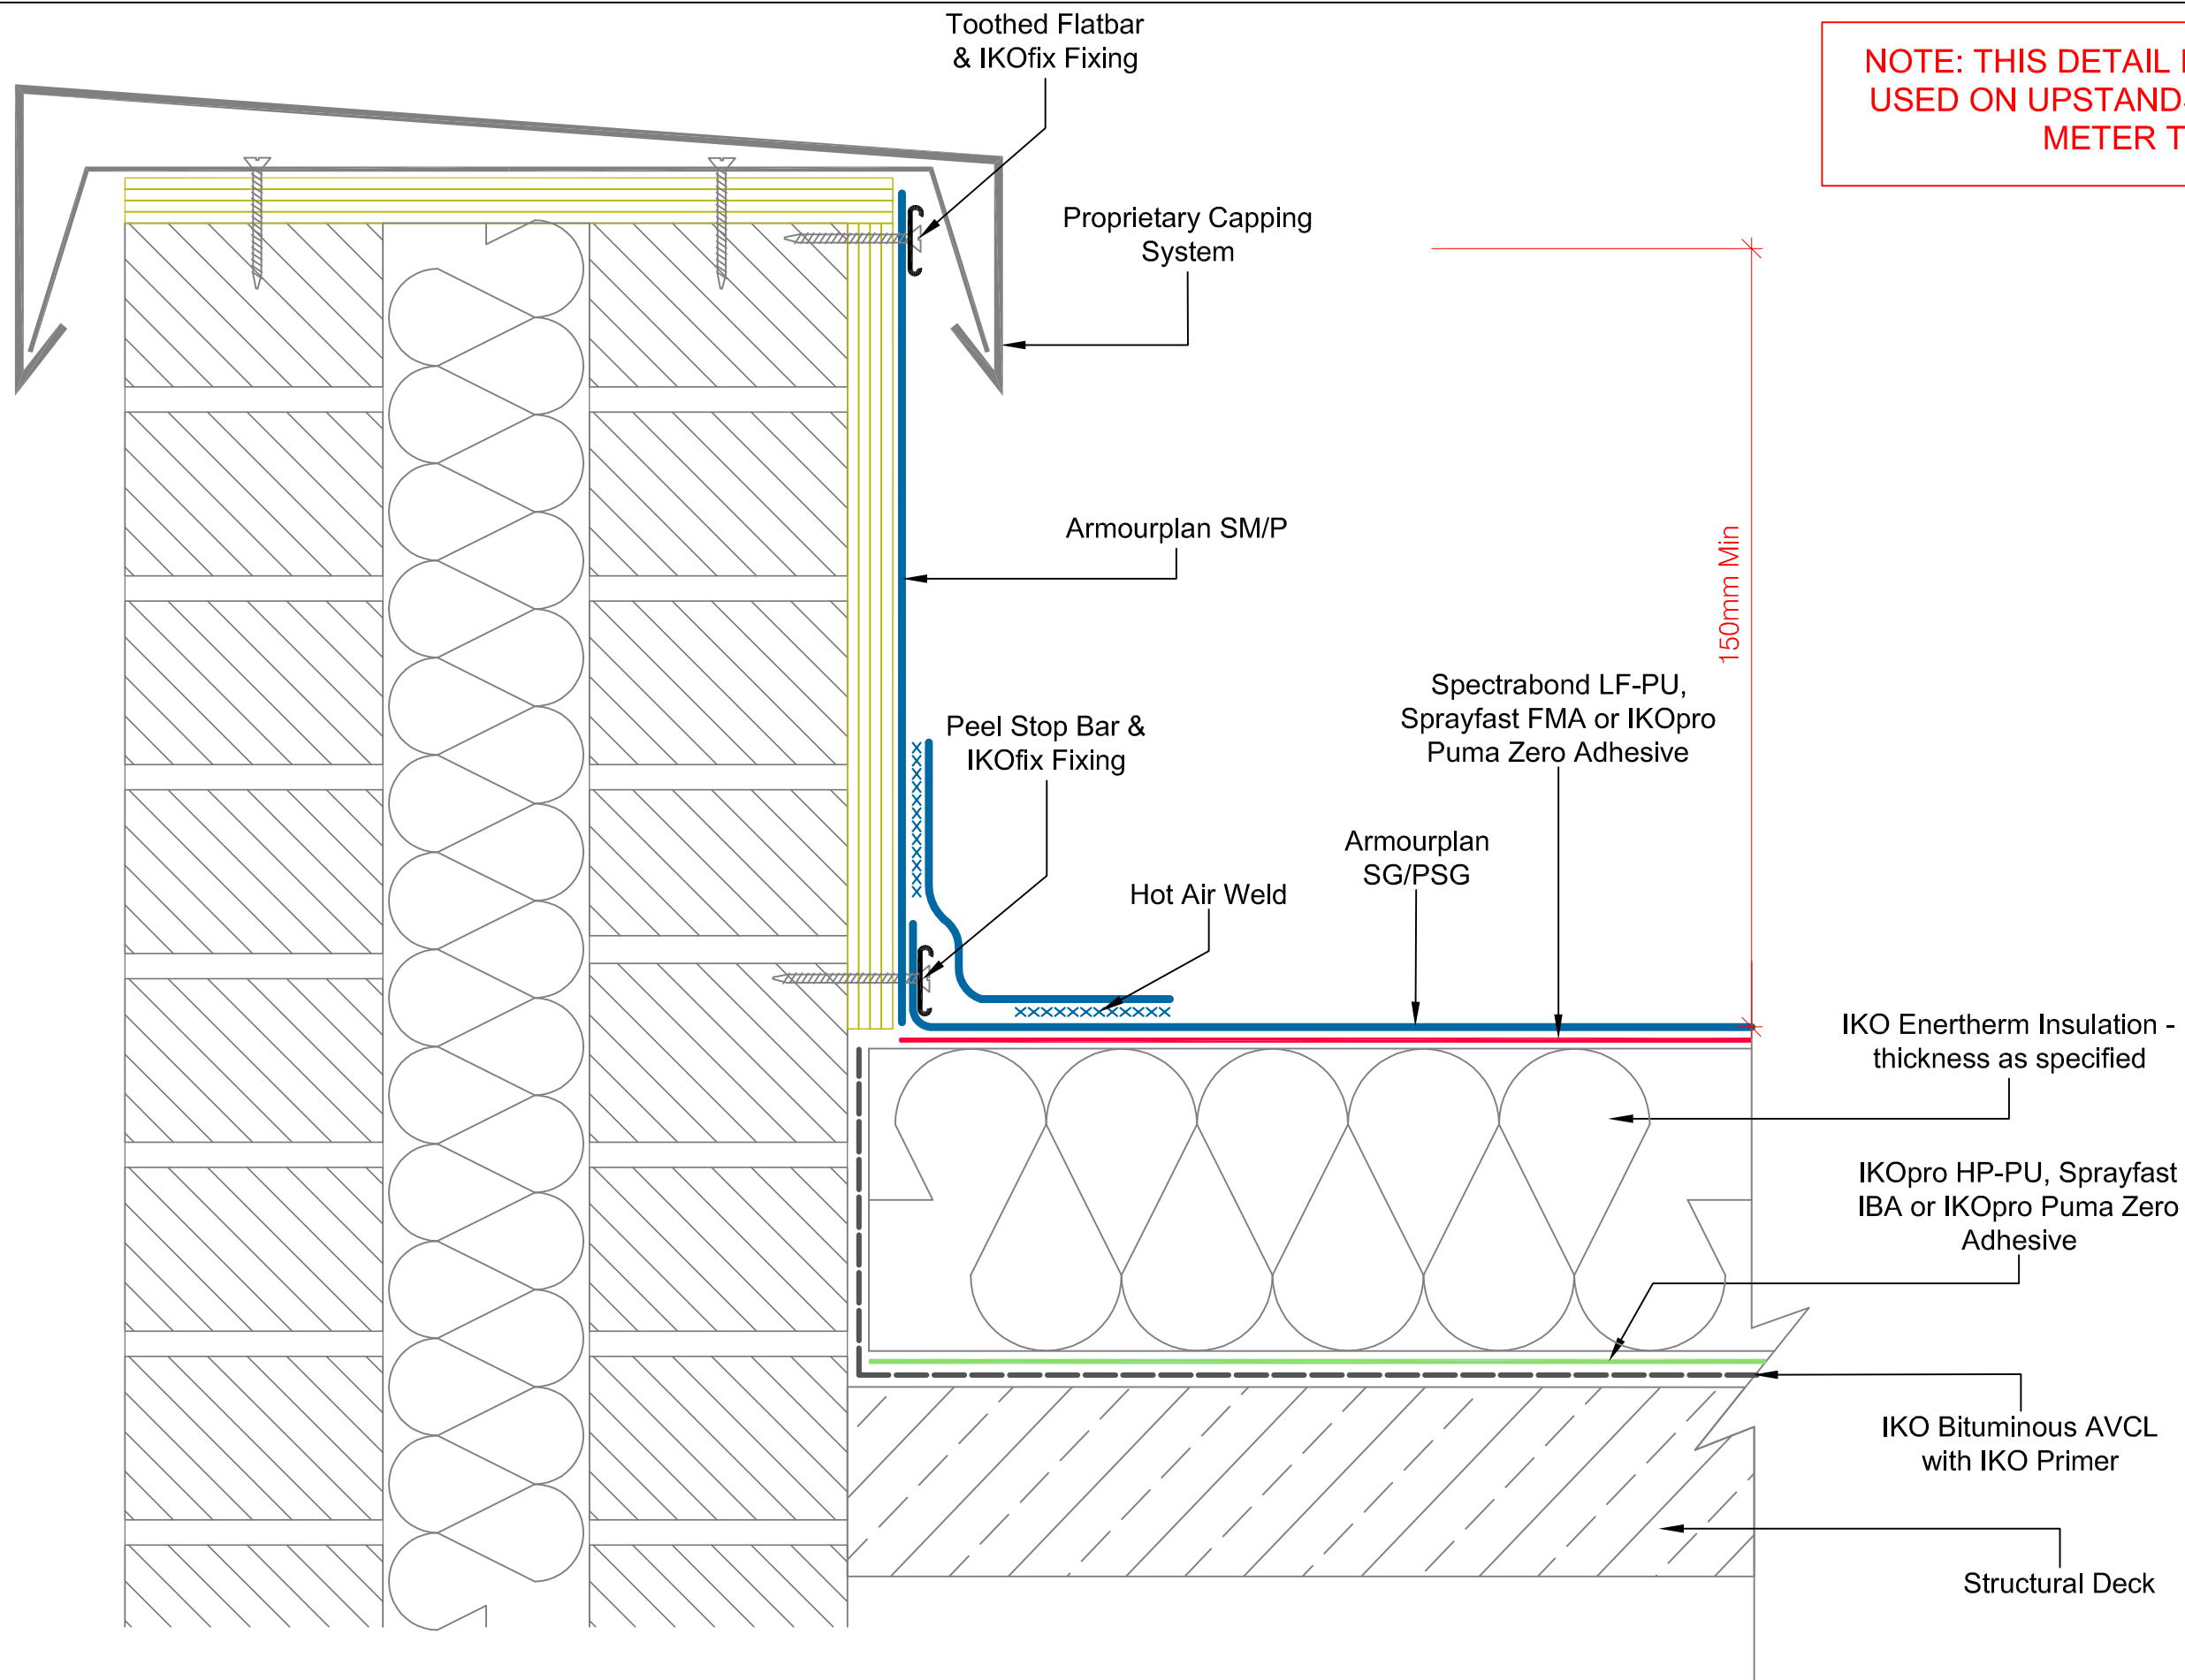 Toothed Flatbar
& IKOfix Fixing
NOTE: THIS DETAIL
USED ON UPSTANDS
METER
Proprietary Capping
System
Armourplan SM/P
150mm Min
Spectrabond LF-PU,
Sprayfast FMA or IKOpro
Puma Zero Adhesive
Peel Stop Bar &
IKOfix Fixing
Armourplan
SG/PSG
Hot Air Weld
IKO Enertherm Insulation -
thickness as specified
IKOpro HP-PU, Sprayfast
IBA or IKOpro Puma Zero
Adhesive
IKO Bituminous AVCL
with IKO Primer
Structural Deck